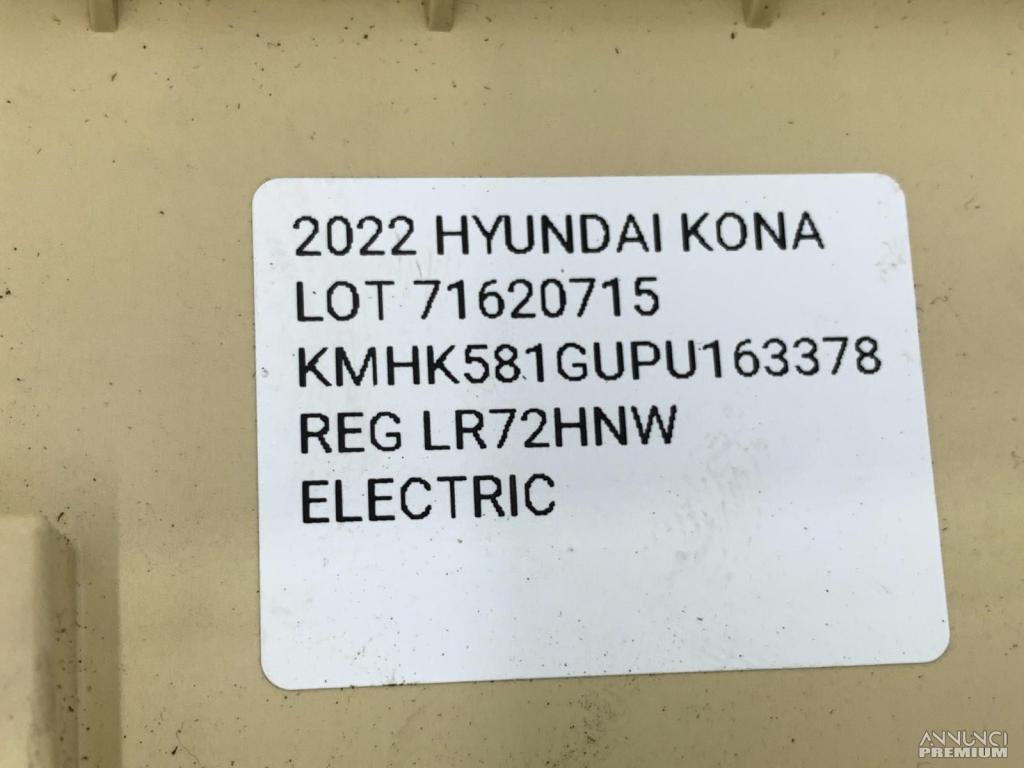 2022 HYUNDAI KONA
LOT 71620715
KMHK581GUPU163378
REG LR72HNW
ELECTRIC
ANNUNCI
PREMIUM